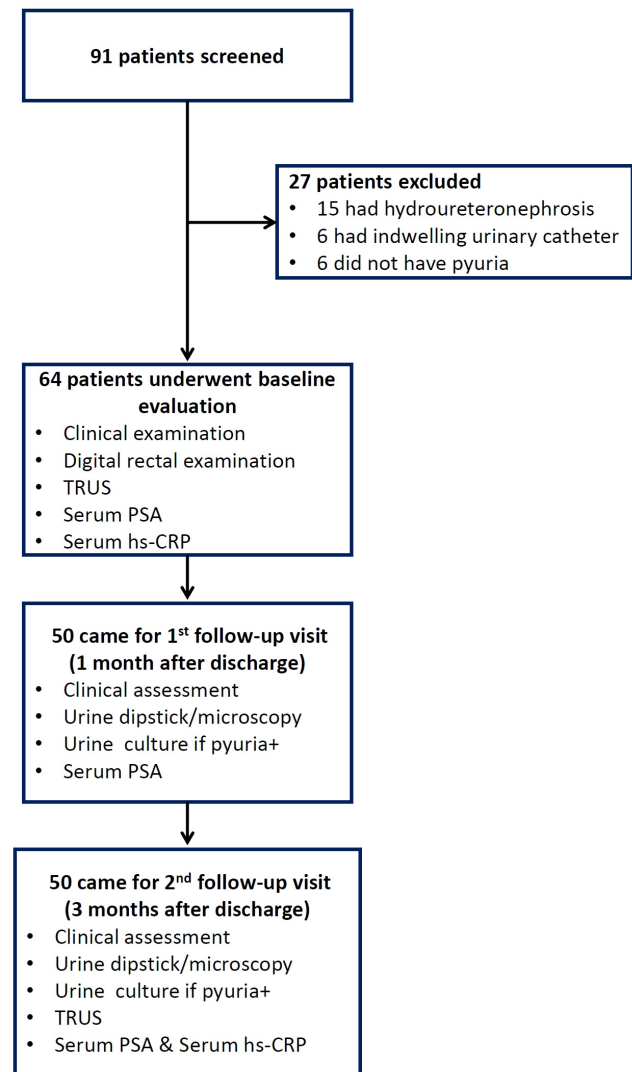 91 patients screened
27 patients excluded
• 15 had hydroureteronephrosis
• 6 had indwelling urinary catheter
• 6 did not have pyuria
64 patients underwent baseline
evaluation
• Clinical examination
• Digital rectal examination
• TRUS
• Serum PSA
• Serum hs-CRP
50 came for 1st follow-up visit
(1 month after discharge)
• Clinical assessment
• Urine dipstick/microscopy
• Urine culture if pyuria+
• Serum PSA
50 came for 2nd follow-up visit
(3 months after discharge)
• Clinical assessment
• Urine dipstick/microscopy
• Urine culture if pyuria+
• TRUS
• Serum PSA & Serum hs-CRP